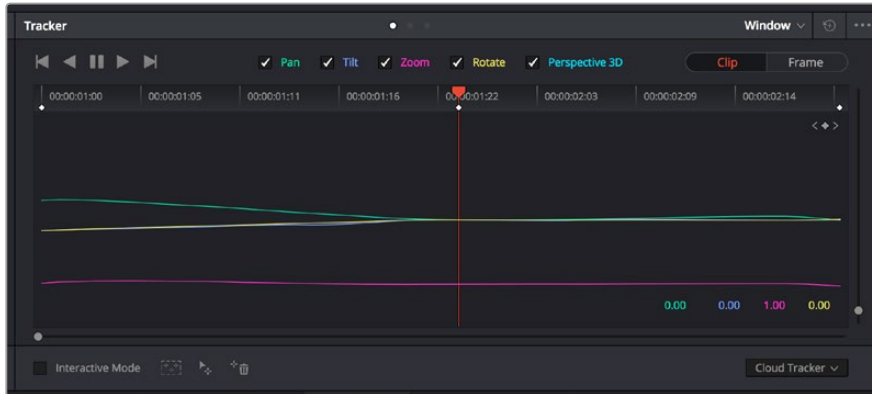 Tracker
Window
Pan Tilt Zoom Rotate Perspective 3D Clip Frame
00:00:01:00 00:00:01:05 00:00:01:11 00:00:01:16 00:00:01:22 00:00:02:03 00:00:02:09 00:00:02:14
0.00 0.00 1.00 0.00
Interactive Mode Cloud Tracker